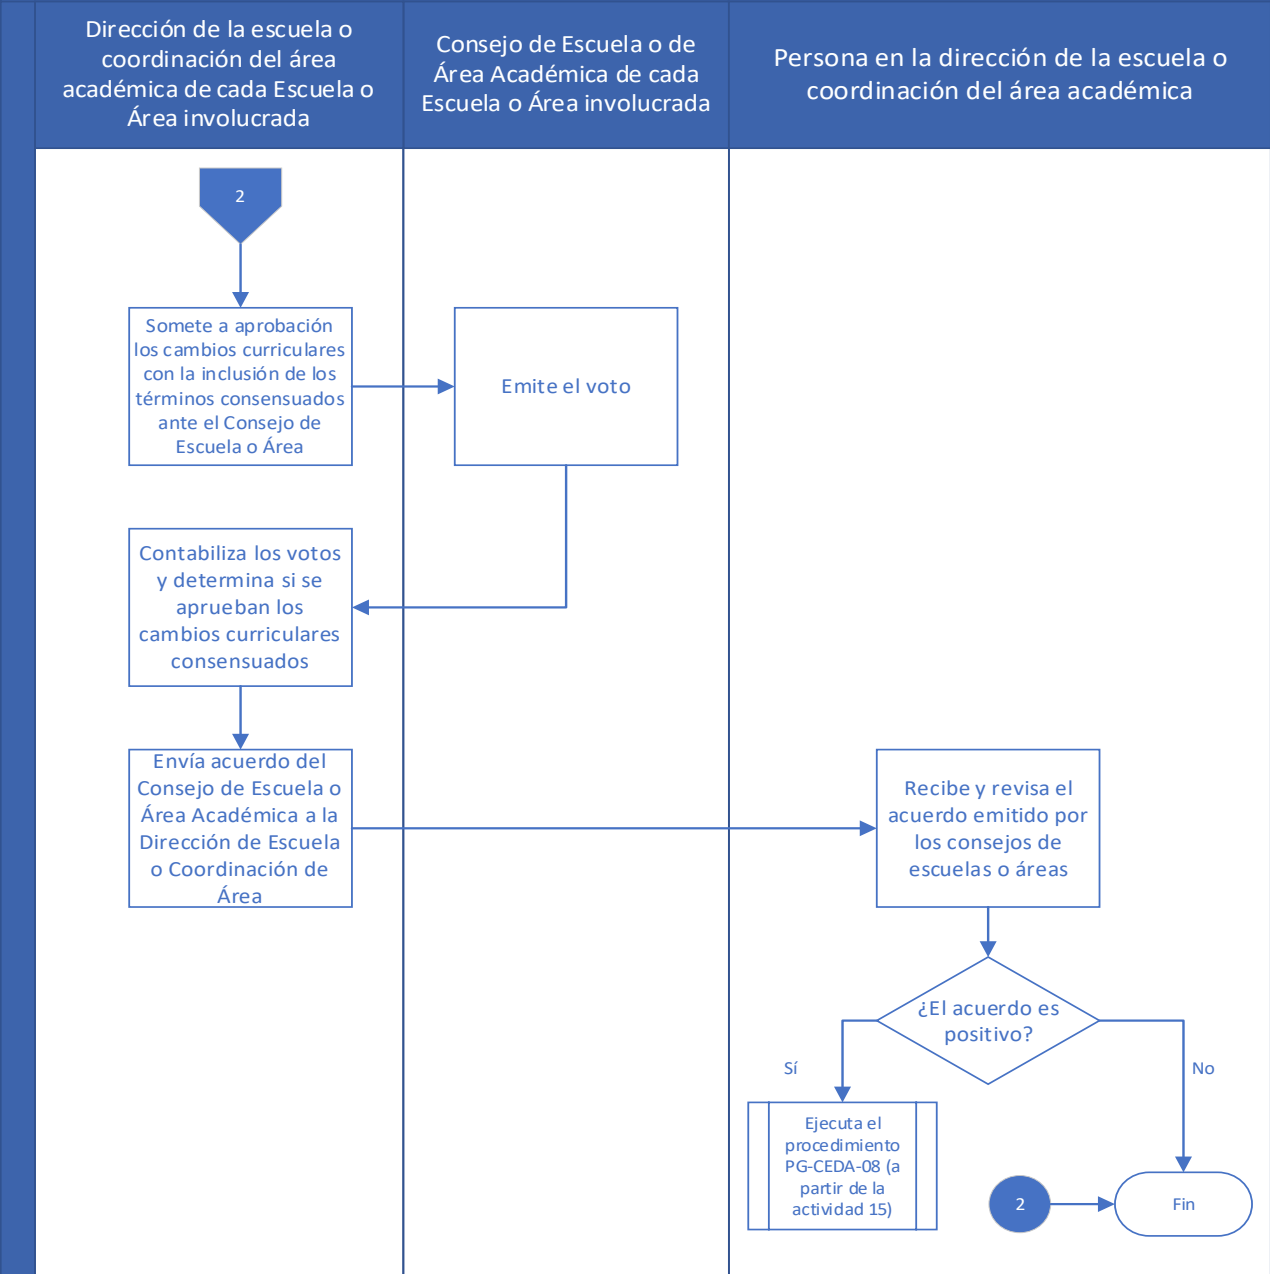 Dirección de la escuela o
coordinación del área
académica de cada Escuela o
Área involucrada
Consejo de Escuela o de
Área Académica de cada
Escuela o Área involucrada
Persona en la dirección de la escuela o
coordinación del área académica
2
Somete a aprobación
los cambios curriculares
con la inclusión de los
términos consensuados
ante el Consejo de
Escuela o Área
Emite el voto
Contabiliza los votos
y determina si se
aprueban los
cambios curriculares
consensuados
Envía acuerdo del
Consejo de Escuela o
Área Académica a la
Dirección de Escuela
o Coordinación de
Área
Recibe y revisa el
acuerdo emitido por
los consejos de
escuelas o áreas
¿El acuerdo es
positivo?
Sí
No
Ejecuta el
procedimiento
PG-CEDA-08 (a
partir de la
actividad 15)
2
Fin